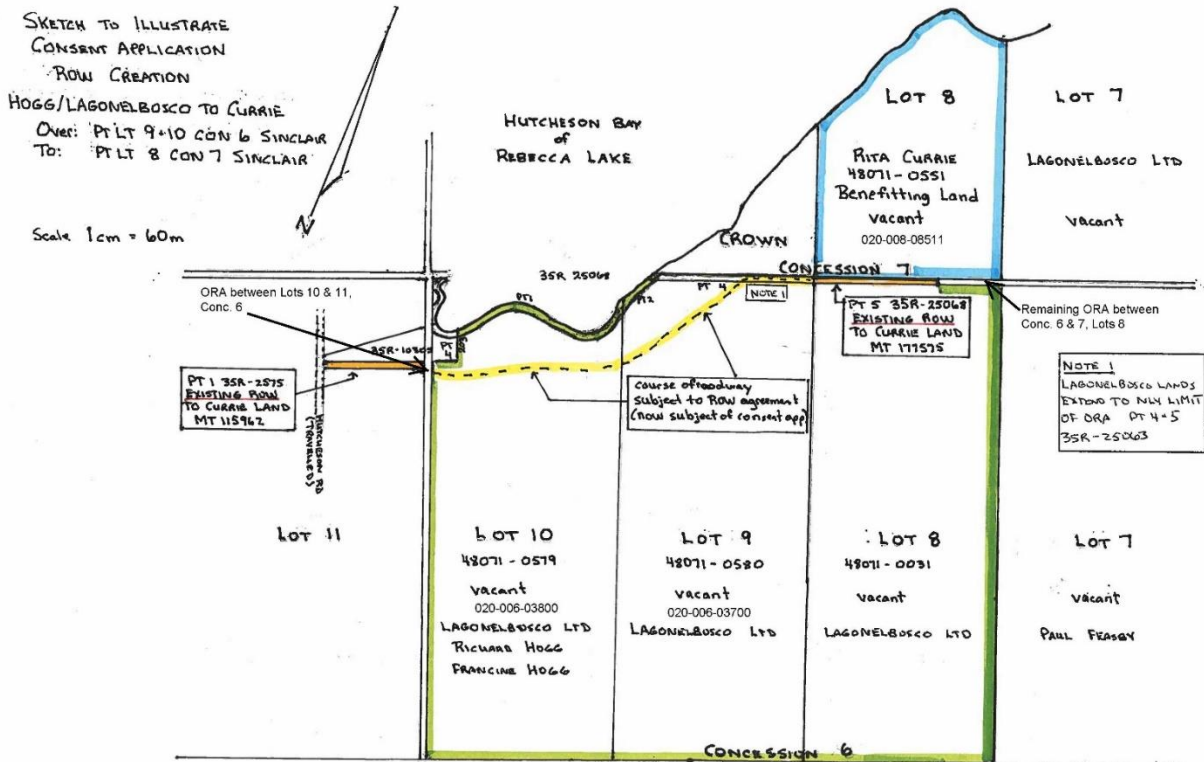 SKETCH TO ILLUSTRATE
CONSENT APPLICATION
ROW CREATION
HOGG/LAGONELBOSCO TO CURRIE
Over: PT LT 9+10 CON 6 SINCLAIR
To: PT LT 8 CON 7 SINCLAIR
Scale 1cm = 60m
N
HUTCHESON BAY
of
REBECCA LAKE
LOT 8
RITA CURRIE
48071-0551
Benefitting Land
vacant
020-008-08511
LOT 7
LAGONELBOSCO LTD
vacant
CROWN
CONCESSION 7
35R 25068
PT1
PT2
PT 4
NOTE 1
ORA between Lots 10 & 11,
Conc. 6
PT 5 35R-25068
EXISTING ROW
TO CURRIE LAND
MT 177575
Remaining ORA between
Conc. 6 & 7, Lots 8
PT
4
PT 1 35R-2575
EXISTING ROW
TO CURRIE LAND
MT 115962
HUTCHESON RD
(TRAVELLED)
course of roadway
subject to ROW agreement
(now subject of consent app)
NOTE 1
LAGONELBOSCO LANDS
EXTEND TO NLY LIMIT
OF ORA PT 4+5
35R-25063
LOT 11
LOT 10
48071-0579
vacant
020-006-03800
LAGONELBOSCO LTD
RICHARD HOGG
FRANCINE HOGG
LOT 9
48071-0580
vacant
020-006-03700
LAGONELBOSCO LTD
LOT 8
48071-0031
vacant
LAGONELBOSCO LTD
LOT 7
vacant
PAUL FEASBY
CONCESSION 6